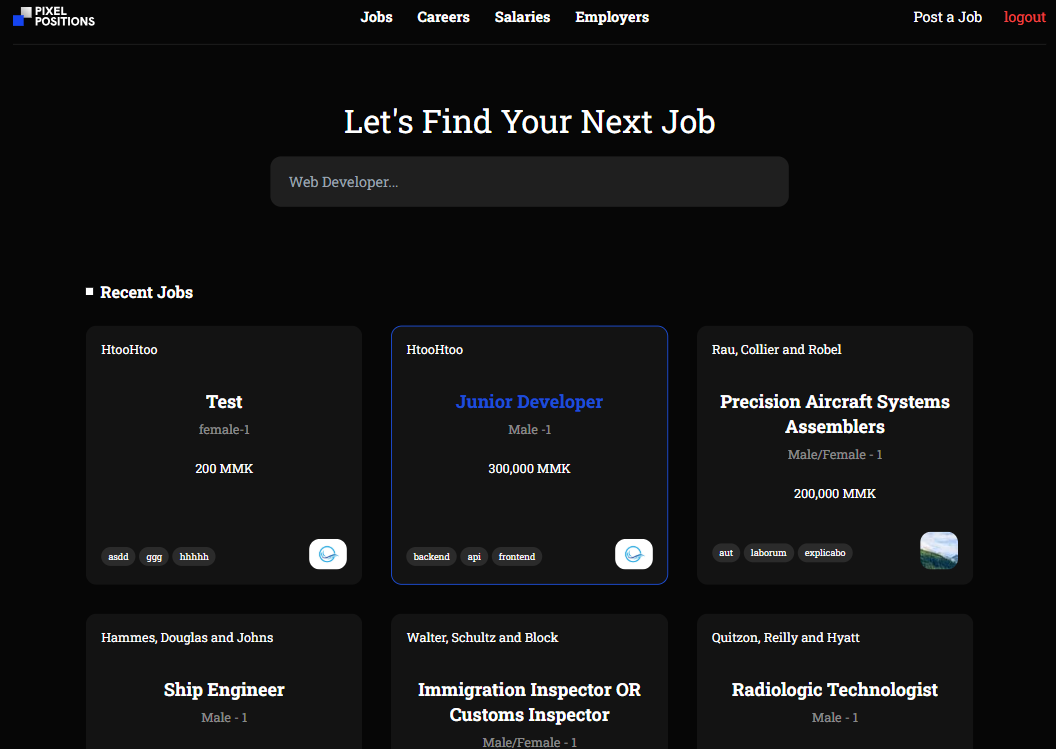 PIXEL
POSITIONS
Jobs Careers Salaries Employers
Post a Job logout
Let's Find Your Next Job
Web Developer...
Recent Jobs
HtooHtoo
Test
female-1
200 MMK
asdd ggg hhhhh
HtooHtoo
Junior Developer
Male -1
300,000 MMK
backend api frontend
Rau, Collier and Robel
Precision Aircraft Systems
Assemblers
Male/Female - 1
200,000 MMK
aut laborum explicabo
Hammes, Douglas and Johns
Ship Engineer
Male - 1
Walter, Schultz and Block
Immigration Inspector OR
Customs Inspector
Male/Female - 1
Quitzon, Reilly and Hyatt
Radiologic Technologist
Male - 1